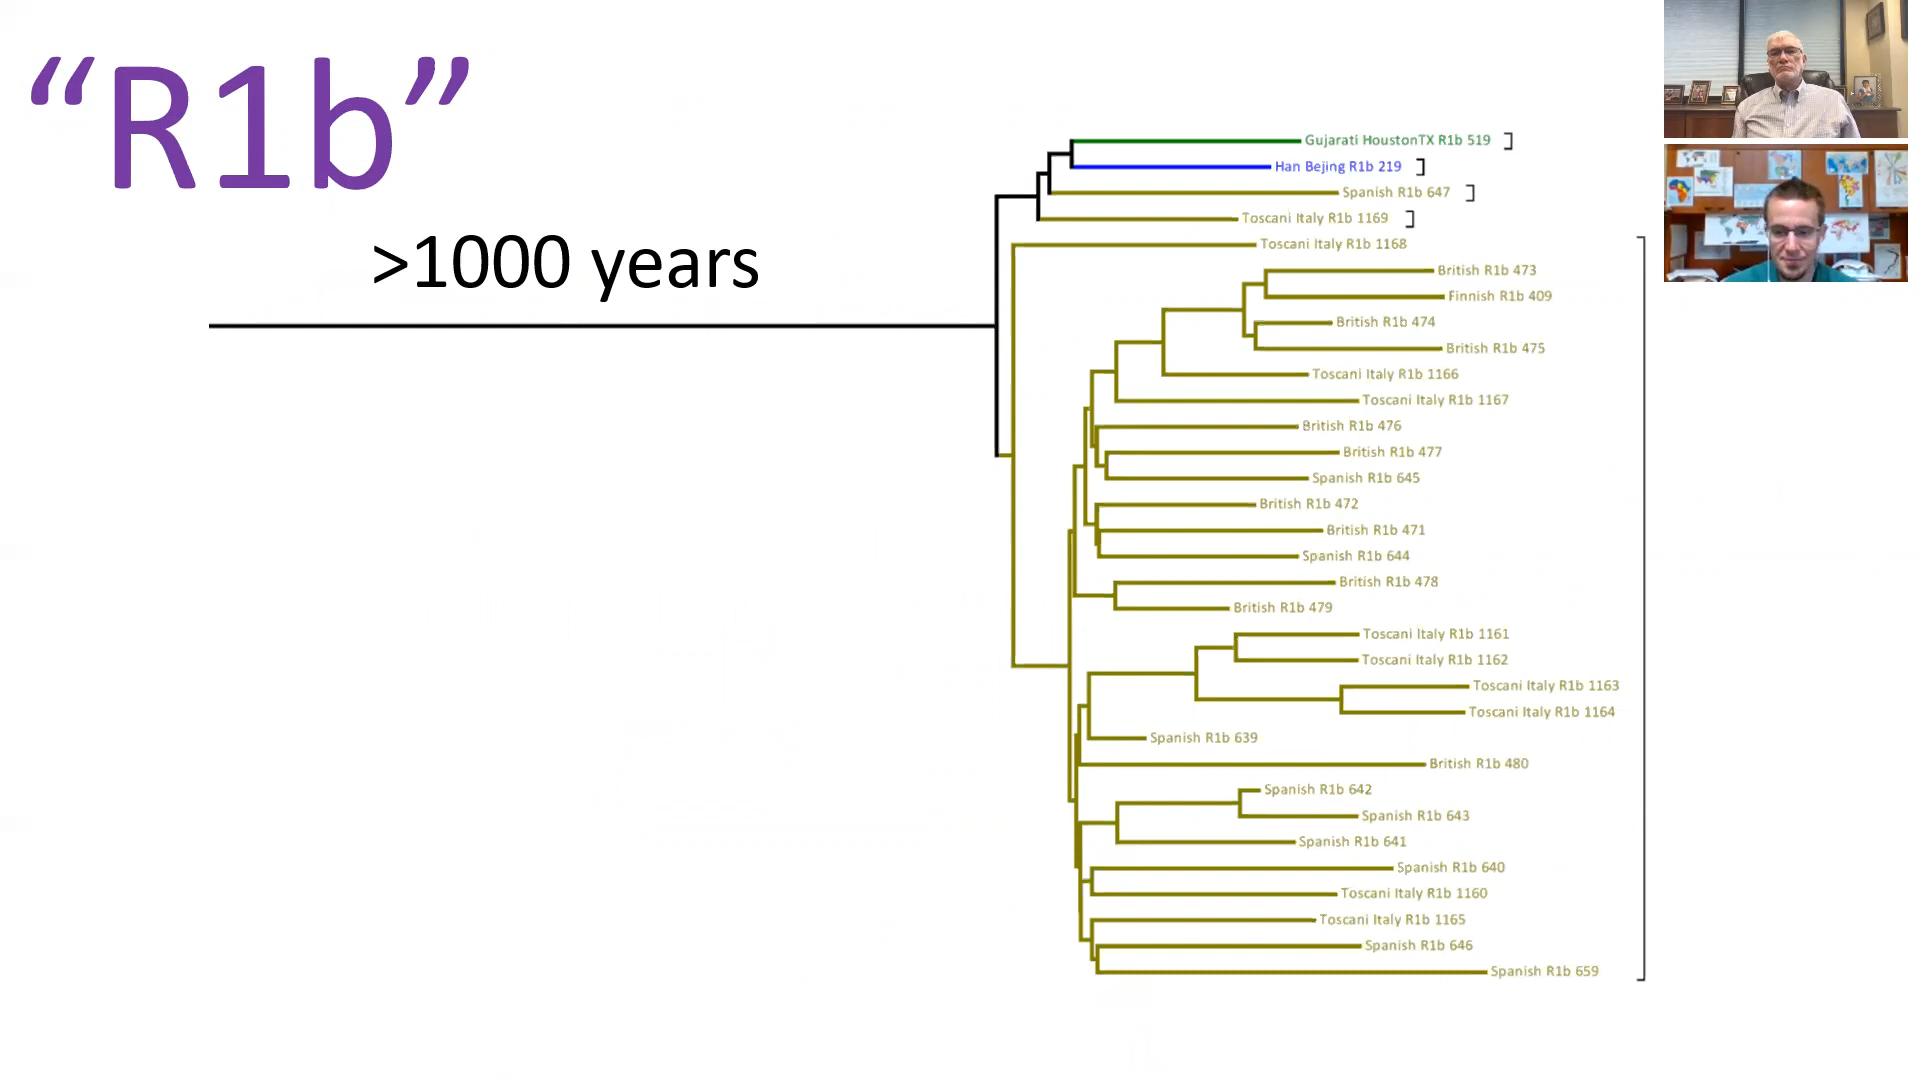 “R1b”
>1000 years
Gujarati HoustonTX R1b 519
Han Bejing R1b 219
Spanish R1b 647
Toscani Italy R1b 1169
Toscani Italy R1b 1168
British R1b 473
Finnish R1b 409
British R1b 474
British R1b 475
Toscani Italy R1b 1166
Toscani Italy R1b 1167
British R1b 476
British R1b 477
Spanish R1b 645
British R1b 472
British R1b 471
Spanish R1b 644
British R1b 478
British R1b 479
Toscani Italy R1b 1161
Toscani Italy R1b 1162
Toscani Italy R1b 1163
Toscani Italy R1b 1164
Spanish R1b 639
British R1b 480
Spanish R1b 642
Spanish R1b 643
Spanish R1b 641
Spanish R1b 640
Toscani Italy R1b 1160
Toscani Italy R1b 1165
Spanish R1b 646
Spanish R1b 659